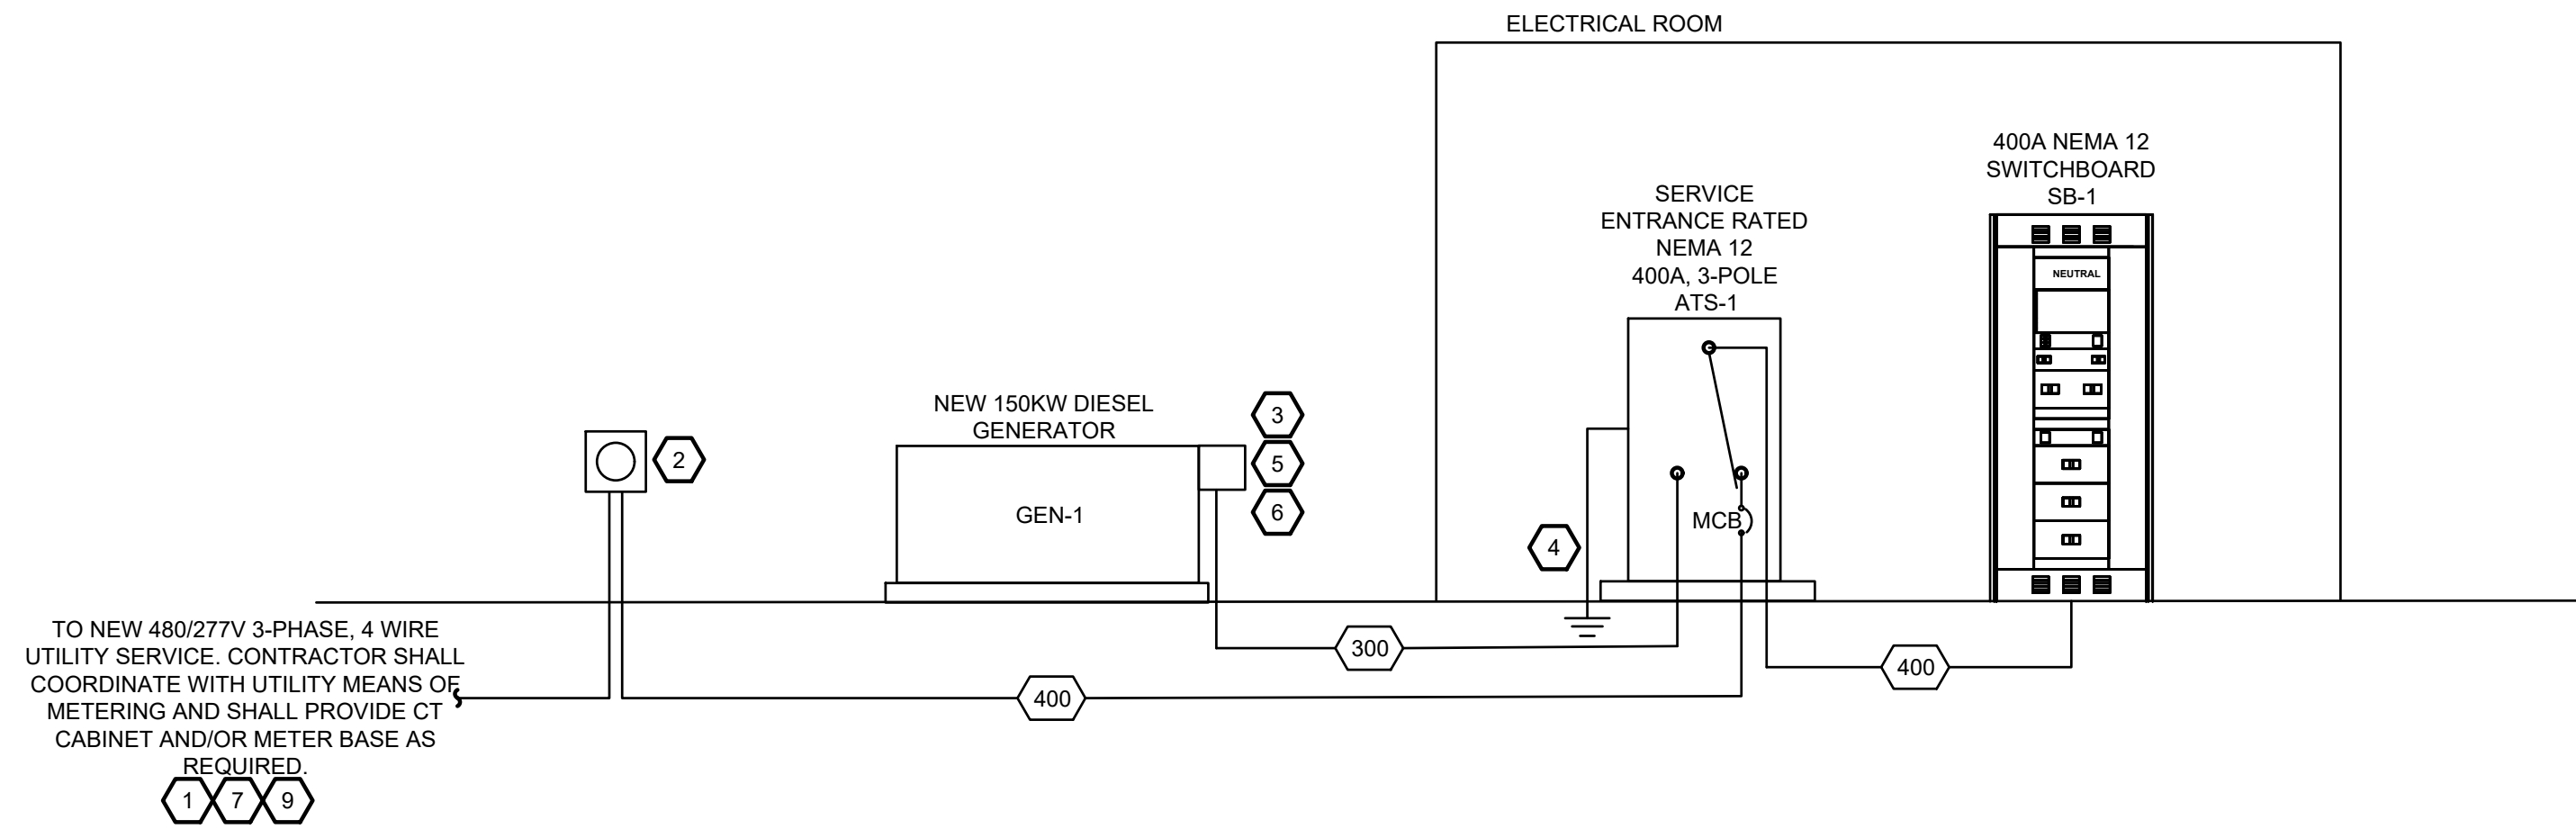 ELECTRICAL ROOM
400A NEMA 12
SWITCHBOARD
SB-1
NEUTRAL
SERVICE
ENTRANCE RATED
NEMA 12
400A, 3-POLE
ATS-1
MCB
4
NEW 150KW DIESEL
GENERATOR
GEN-1
3
5
6
2
300
400
400
TO NEW 480/277V 3-PHASE, 4 WIRE
UTILITY SERVICE. CONTRACTOR SHALL
COORDINATE WITH UTILITY MEANS OF
METERING AND SHALL PROVIDE CT
CABINET AND/OR METER BASE AS
REQUIRED.
1 7 9